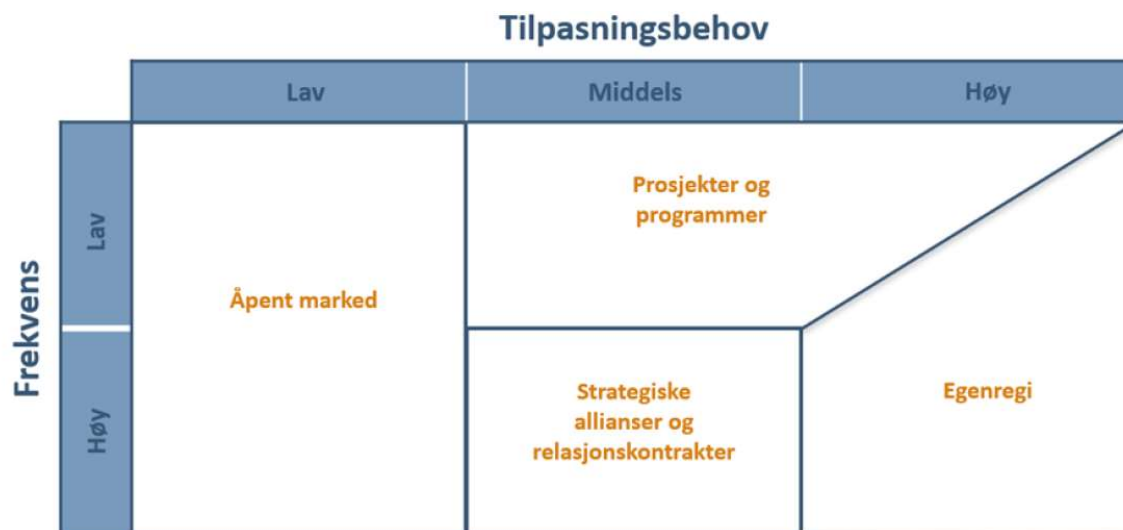 Tilpasningsbehov
Lav
Middels
Høy
Frekvens
Lav
Høy
Åpent marked
Prosjekter og
programmer
Strategiske
allianser og
relasjonskontrakter
Egenregi